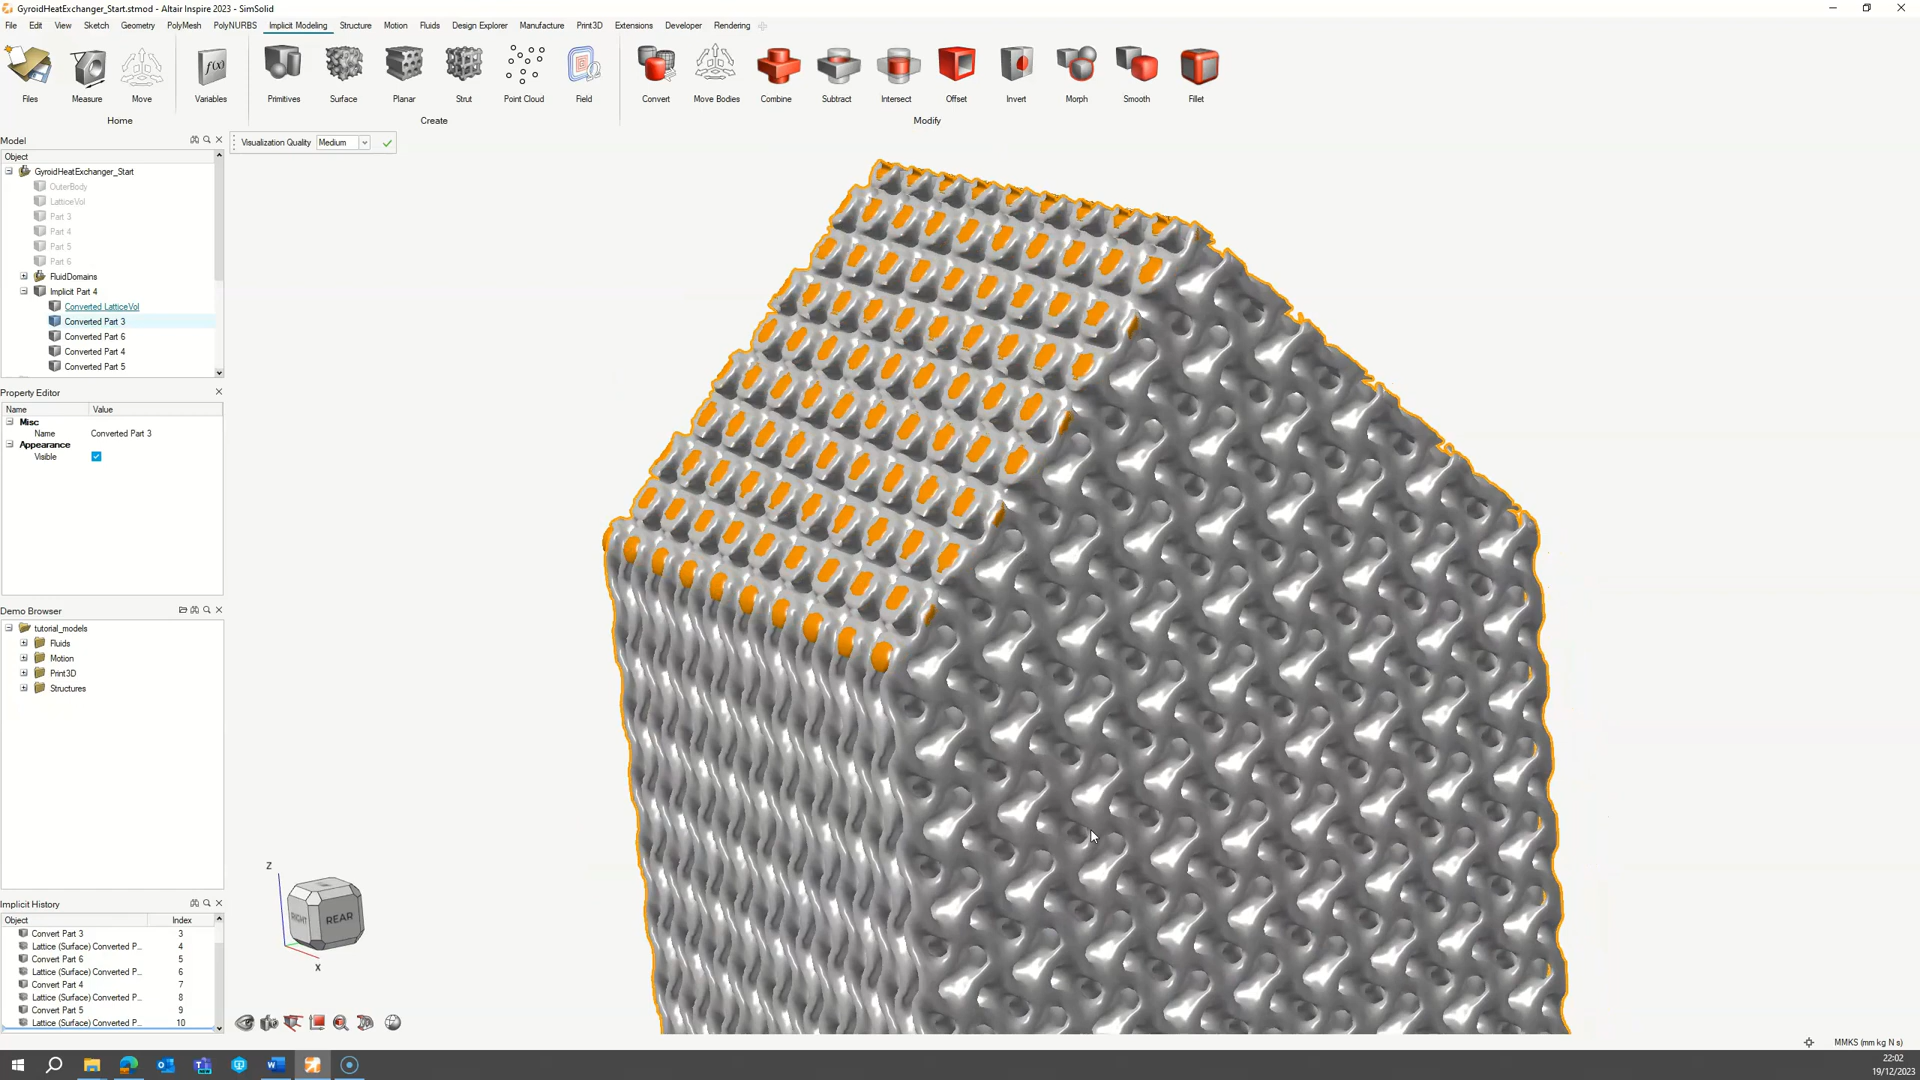 GyroidHeatExchanger_Start.stmod - Altair Inspire 2023 - SimSolid
File Edit View Sketch Geometry PolyMesh PolyNURBS Implicit Modeling Structure Motion Fluids Design Explorer Manufacture Print3D Extensions Developer Rendering
Files Measure Move Variables Primitives Surface Planar Strut Point Cloud Field Convert Move Bodies Combine Subtract Intersect Offset Invert Morph Smooth Fillet
Home Create Modify
Model
Visualization Quality Medium
Object
GyroidHeatExchanger_Start
OuterBody
LatticeVol
Part 3
Part 4
Part 5
Part 6
FluidDomains
Implicit Part 4
Converted LatticeVol
Converted Part 3
Converted Part 6
Converted Part 4
Converted Part 5
Property Editor
Name Value
Misc
Name Converted Part 3
Appearance
Visible
Demo Browser
tutorial_models
Fluids
Motion
Print3D
Structures
Implicit History
Object Index
Convert Part 3 3
Lattice (Surface) Converted P... 4
Convert Part 6 5
Lattice (Surface) Converted P... 6
Convert Part 4 7
Lattice (Surface) Converted P... 8
Convert Part 5 9
Lattice (Surface) Converted P... 10
Z
RIGHT REAR
X
MMKS (mm kg N s)
22:02
19/12/2023